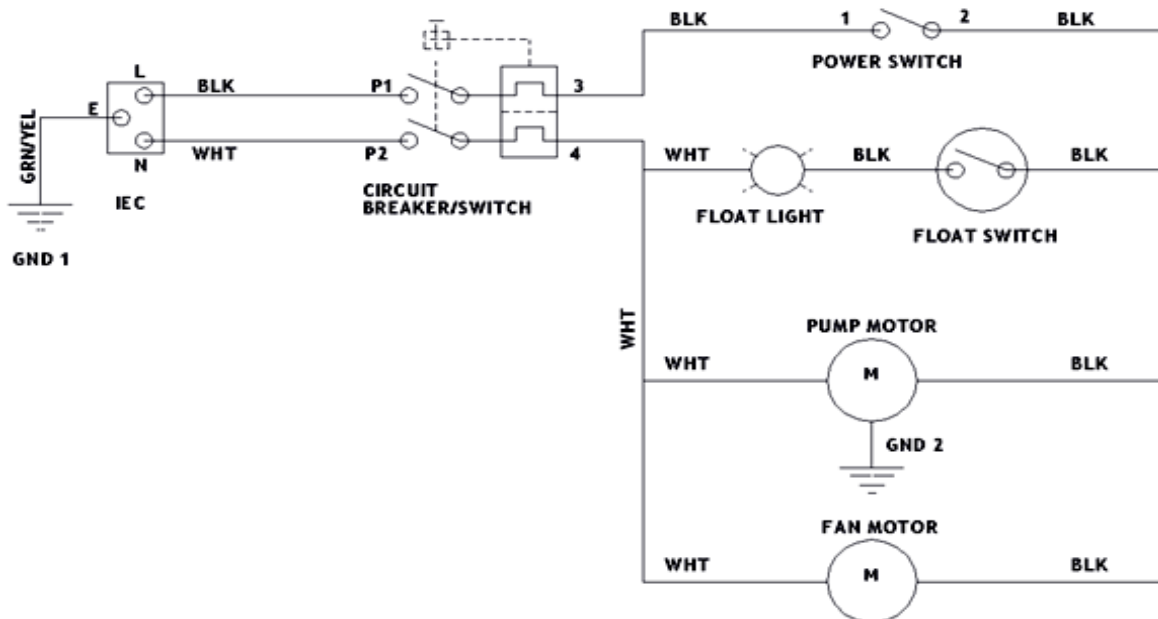 BLK
1
2
BLK
POWER SWITCH
L
BLK
P1
3
E
GRN/YEL
N
WHT
P2
4
IEC
CIRCUIT
BREAKER/SWITCH
GND 1
WHT
BLK
BLK
FLOAT LIGHT
FLOAT SWITCH
WHT
PUMP MOTOR
WHT
M
BLK
GND 2
FAN MOTOR
WHT
M
BLK